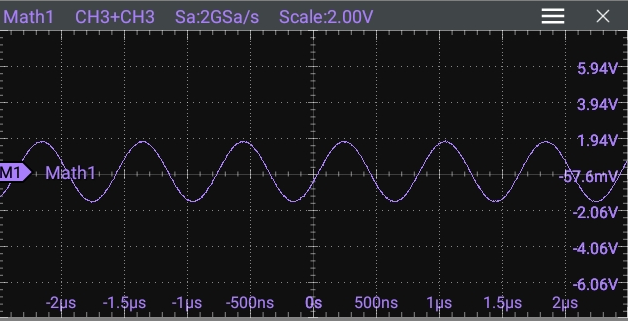 Math1 CH3+CH3 Sa:2GSa/s Scale:2.00V
5.94V
3.94V
1.94V
M1 Math1 -57.6mV
-2.06V
-4.06V
-6.06V
-2μs -1.5μs -1μs -500ns 0s 500ns 1μs 1.5μs 2μs